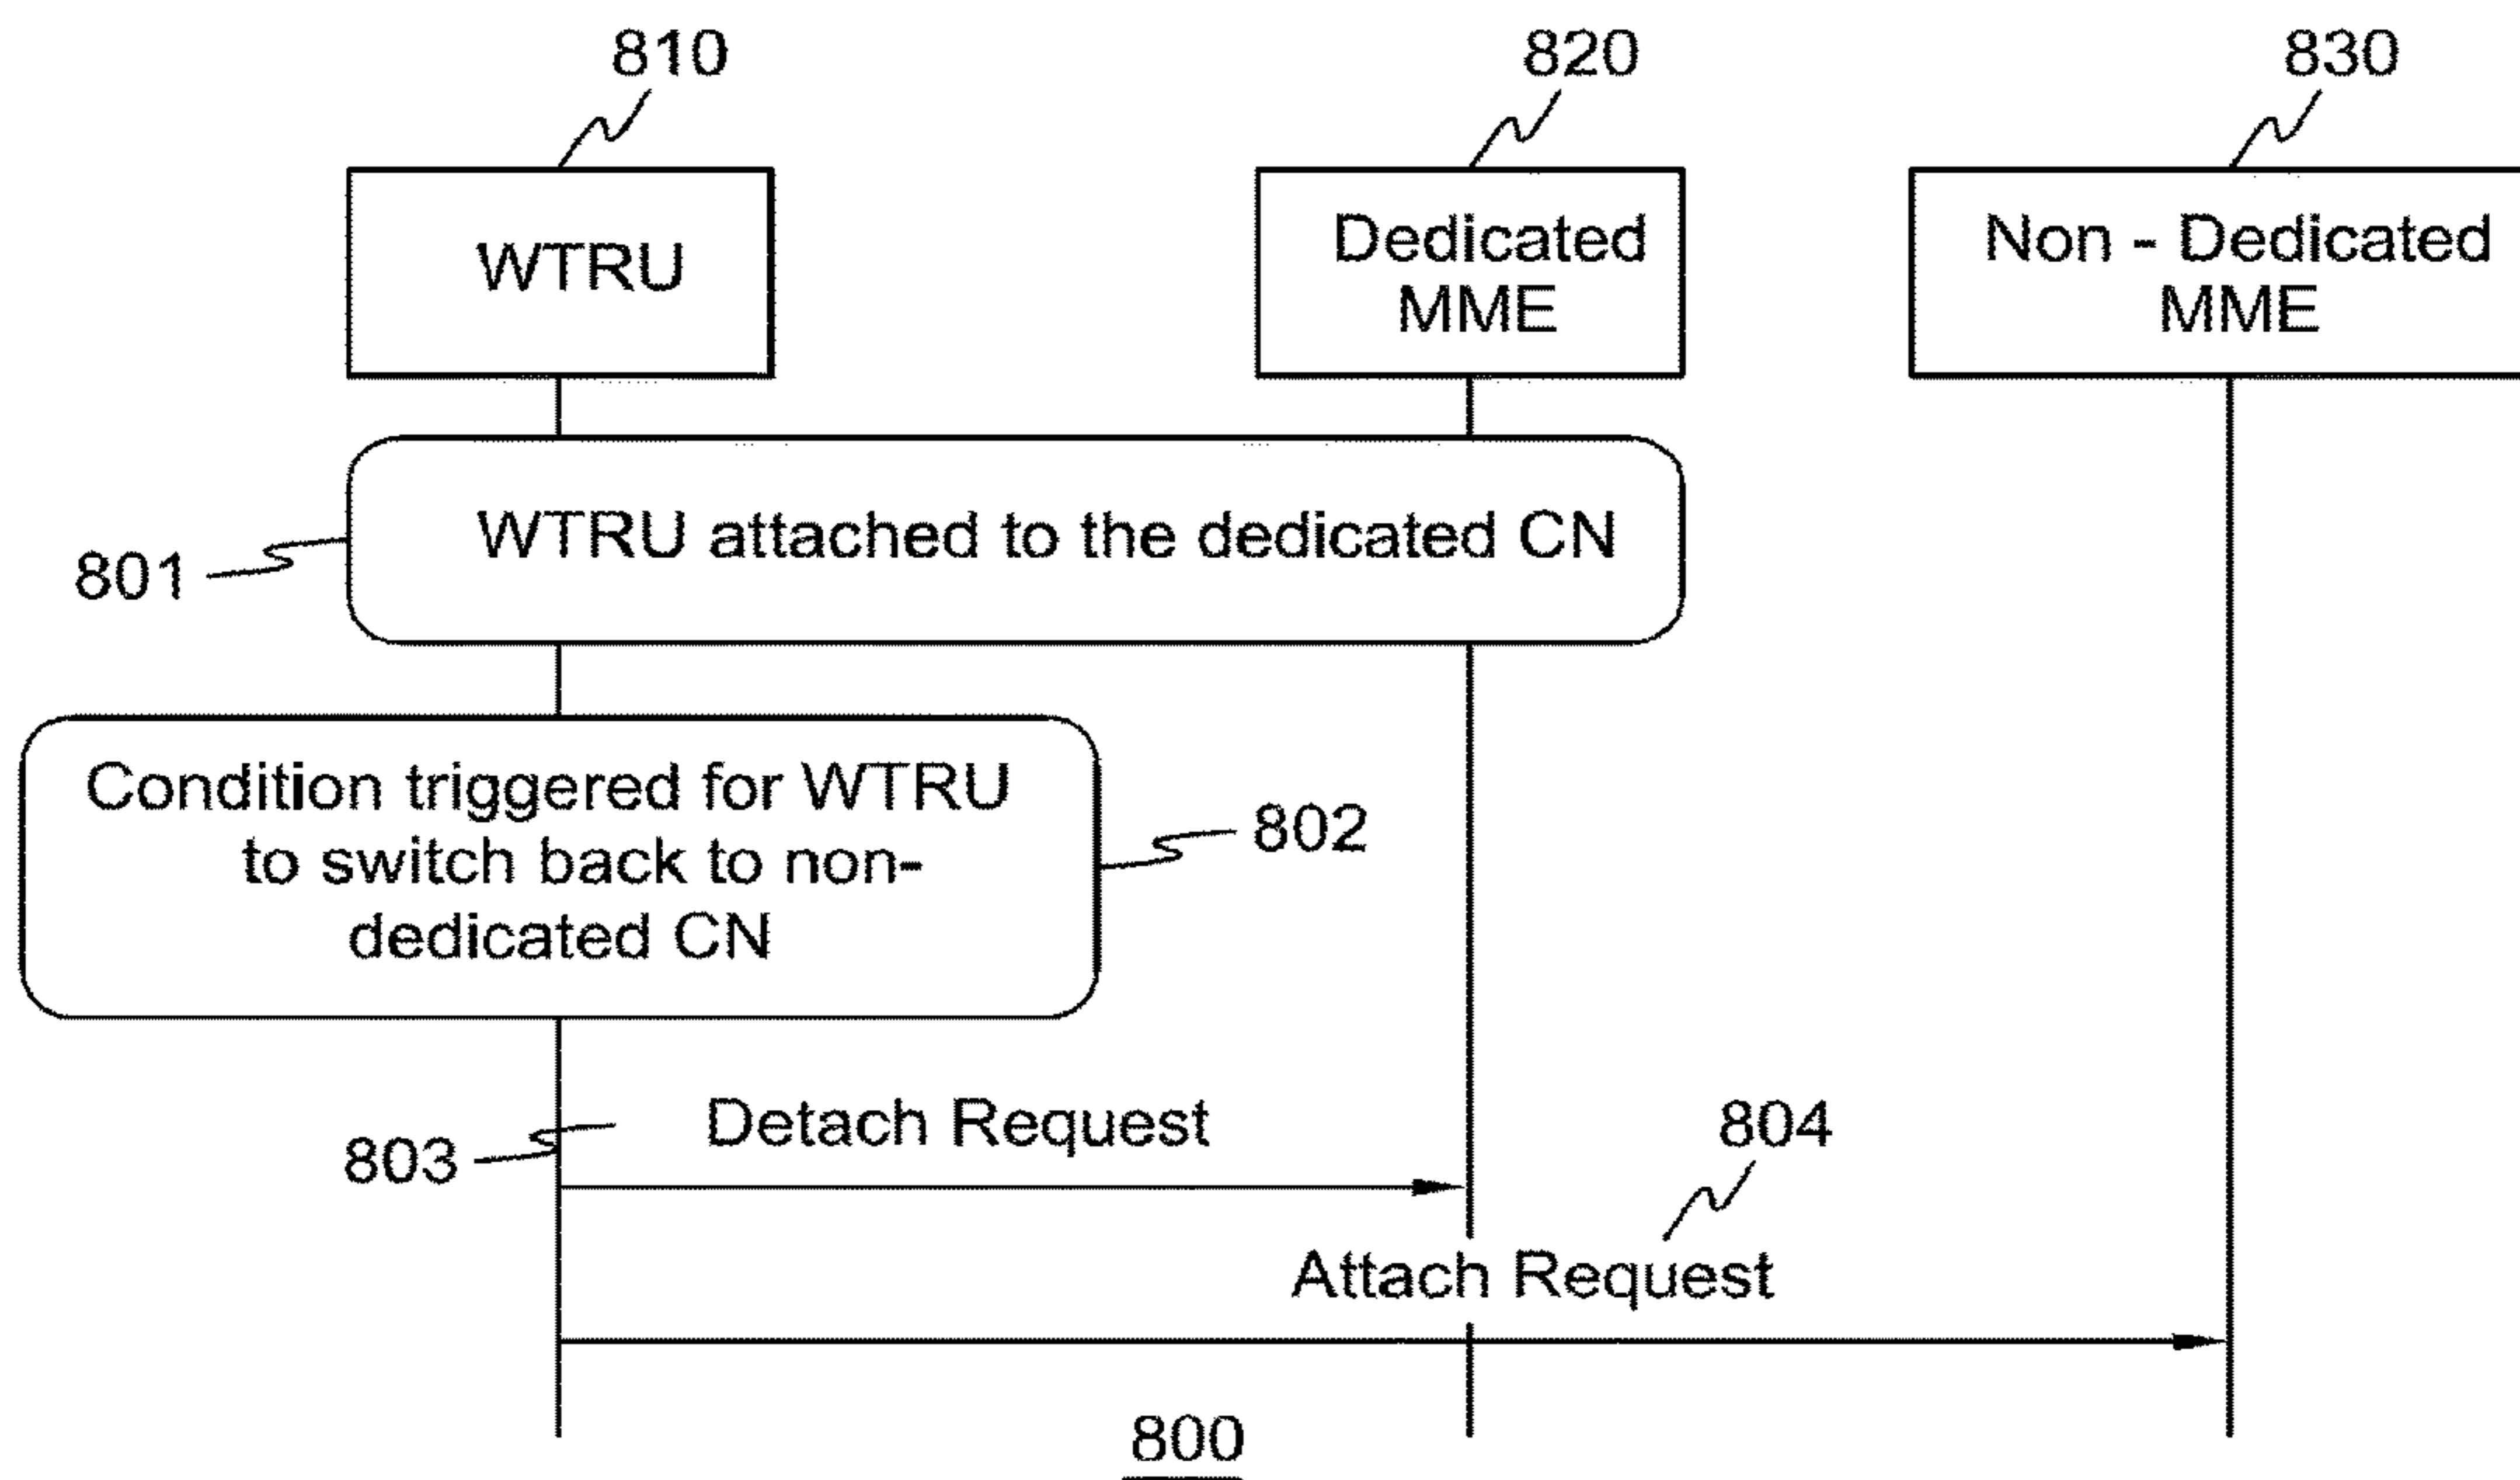 810
820
830
WTRU
Dedicated
MME
Non - Dedicated
MME
WTRU attached to the dedicated CN
801
Condition triggered for WTRU
to switch back to non-
dedicated CN
802
Detach Request
803
804
Attach Request
800